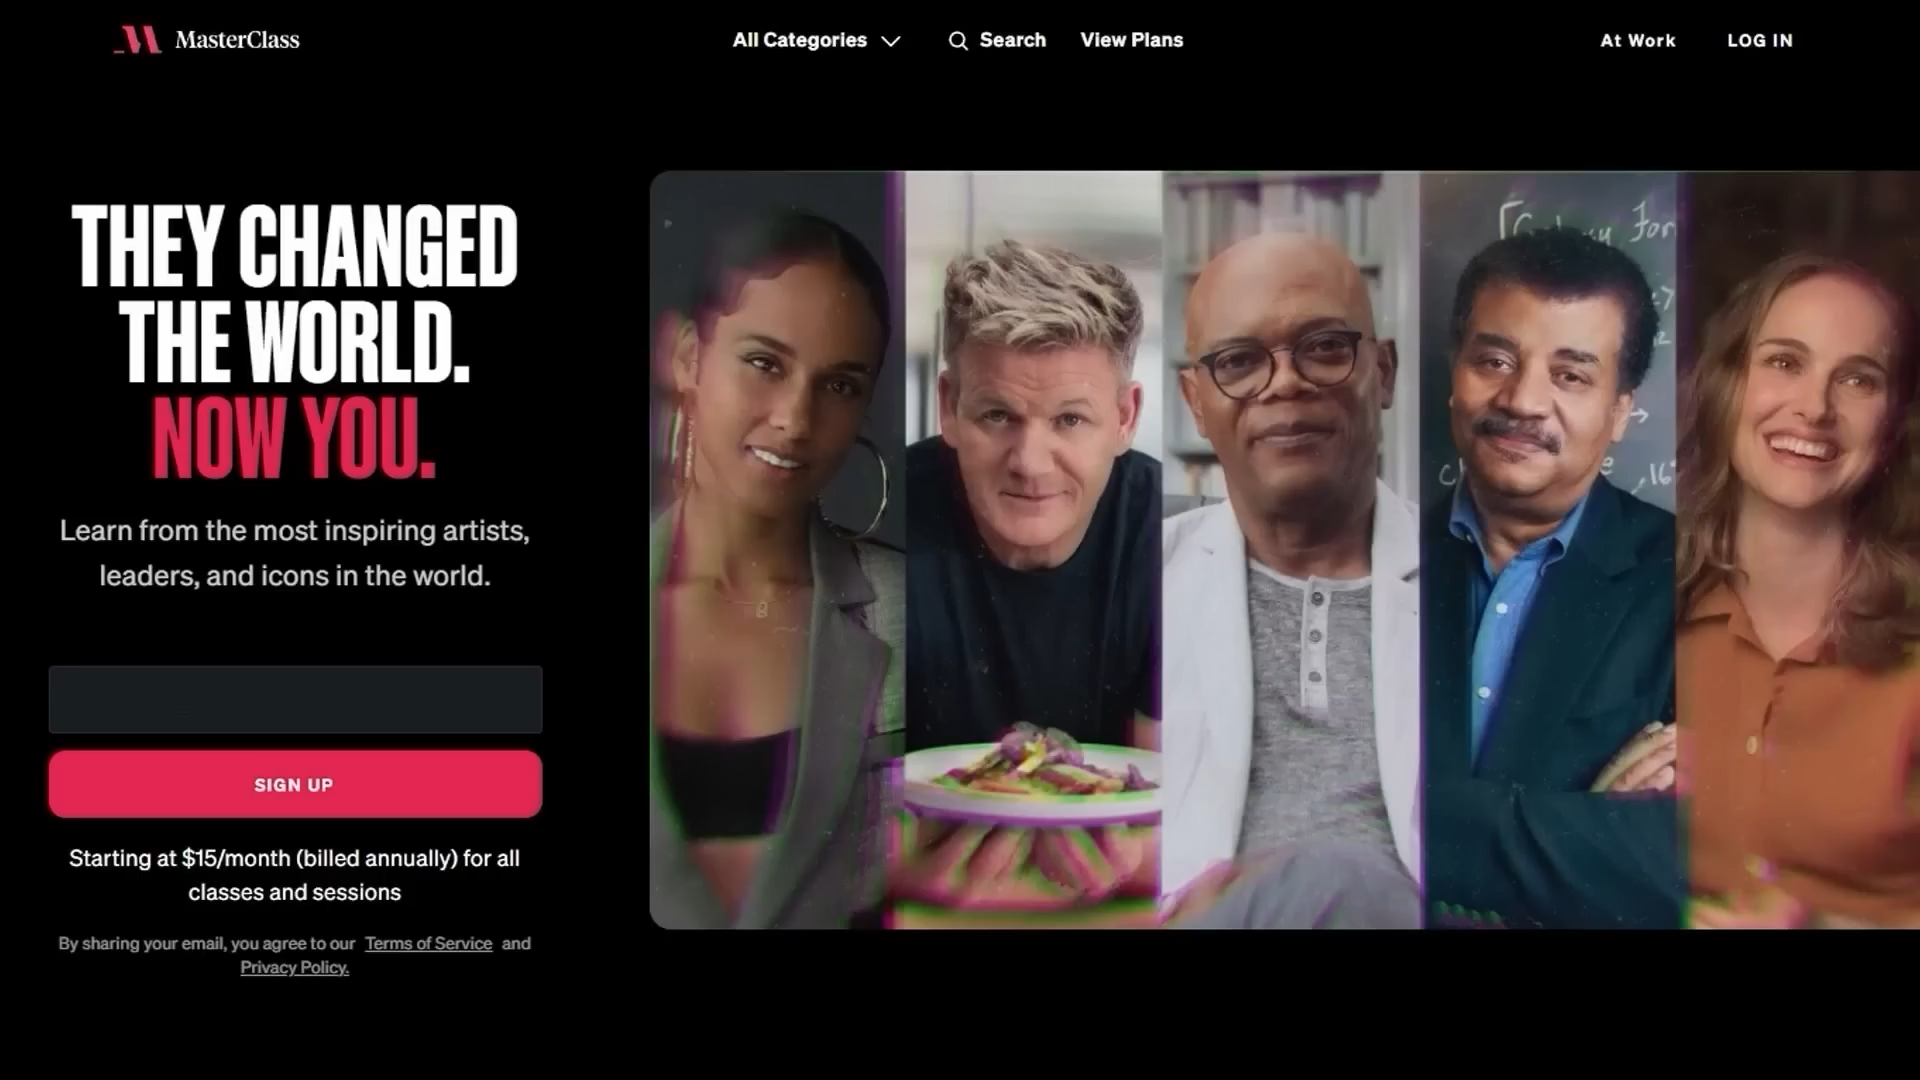 MasterClass
All Categories
Search
View Plans
At Work
LOG IN
THEY CHANGED
THE WORLD.
NOW YOU.
Learn from the most inspiring artists,
leaders, and icons in the world.
SIGN UP
Starting at $15/month (billed annually) for all
classes and sessions
By sharing your email, you agree to our Terms of Service and
Privacy Policy.